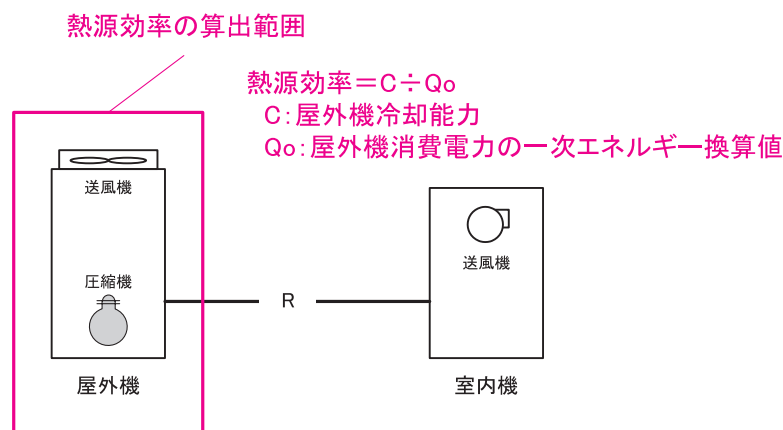 熱源効率の算出範囲
熱源効率＝C÷Qo
C：屋外機冷却能力
Qo：屋外機消費電力の一次エネルギー換算値
送風機
圧縮機
屋外機
R
送風機
室内機